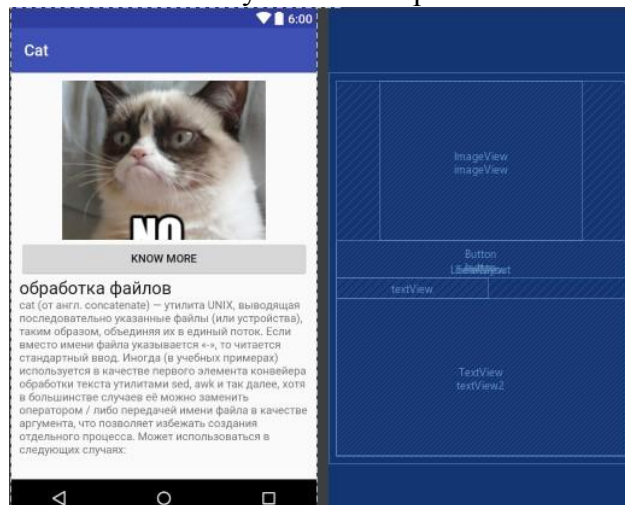 6:00
Cat
NO
KNOW MORE
обработка файлов
cat (от англ. concatenate) — утилита UNIX, выводящая
последовательно указанные файлы (или устройства),
таким образом, объединяя их в единый поток. Если
вместо имени файла указывается «-», то читается
стандартный ввод. Иногда (в учебных примерах)
используется в качестве первого элемента конвейера
обработки текста утилитами sed, awk и так далее, хотя
в большинстве случаев её можно заменить
оператором / либо передачей имени файла в качестве
аргумента, что позволяет избежать создания
отдельного процесса. Может использоваться в
следующих случаях:
ImageView
imageView
Button
textView
TextView
textView2